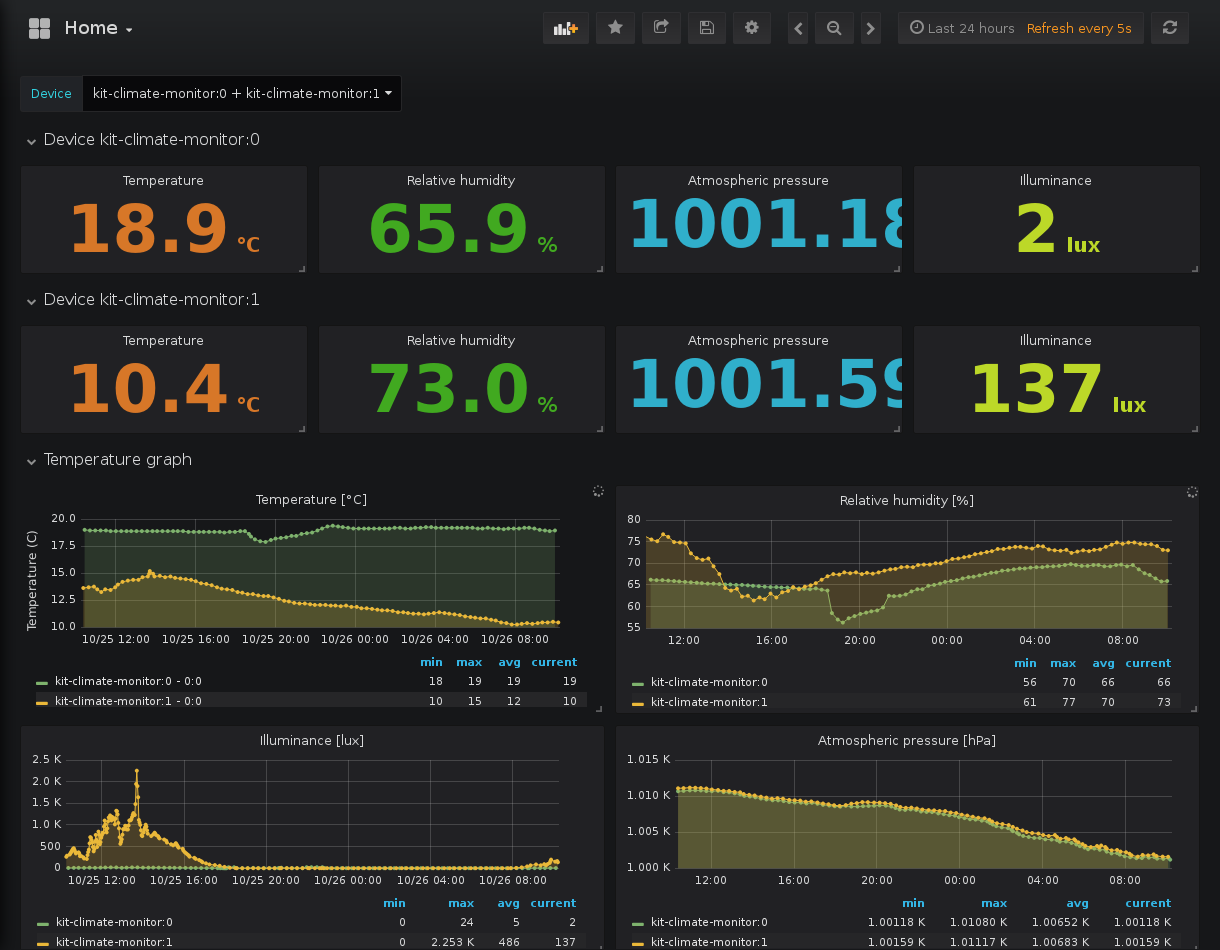 Home
Last 24 hours Refresh every 5s
Device kit-climate-monitor:0 + kit-climate-monitor:1
Device kit-climate-monitor:0
Temperature Relative humidity Atmospheric pressure Illuminance
18.9 °C 65.9 % 1001.18 2 lux
Device kit-climate-monitor:1
Temperature Relative humidity Atmospheric pressure Illuminance
10.4 °C 73.0 % 1001.59 137 lux
Temperature graph
Temperature [°C]
Temperature (C)
20.0
17.5
15.0
12.5
10.0
10/25 12:00 10/25 16:00 10/25 20:00 10/26 00:00 10/26 04:00 10/26 08:00
min max avg current
kit-climate-monitor:0 - 0:0 18 19 19 19
kit-climate-monitor:1 - 0:0 10 15 12 10
Relative humidity [%]
80
75
70
65
60
55
12:00 16:00 20:00 00:00 04:00 08:00
min max avg current
kit-climate-monitor:0 56 70 66 66
kit-climate-monitor:1 61 77 70 73
Illuminance [lux]
2.5 K
2.0 K
1.5 K
1.0 K
500
0
10/25 12:00 10/25 16:00 10/25 20:00 10/26 00:00 10/26 04:00 10/26 08:00
min max avg current
kit-climate-monitor:0 0 24 5 2
kit-climate-monitor:1 0 2.253 K 486 137
Atmospheric pressure [hPa]
1.015 K
1.010 K
1.005 K
1.000 K
12:00 16:00 20:00 00:00 04:00 08:00
min max avg current
kit-climate-monitor:0 1.00118 K 1.01080 K 1.00652 K 1.00118 K
kit-climate-monitor:1 1.00159 K 1.01117 K 1.00683 K 1.00159 K